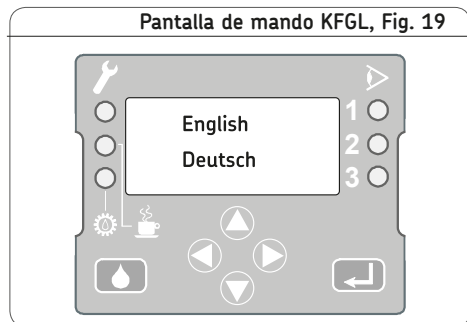 Pantalla de mando KFGL, Fig. 19
English
Deutsch
1
2
3